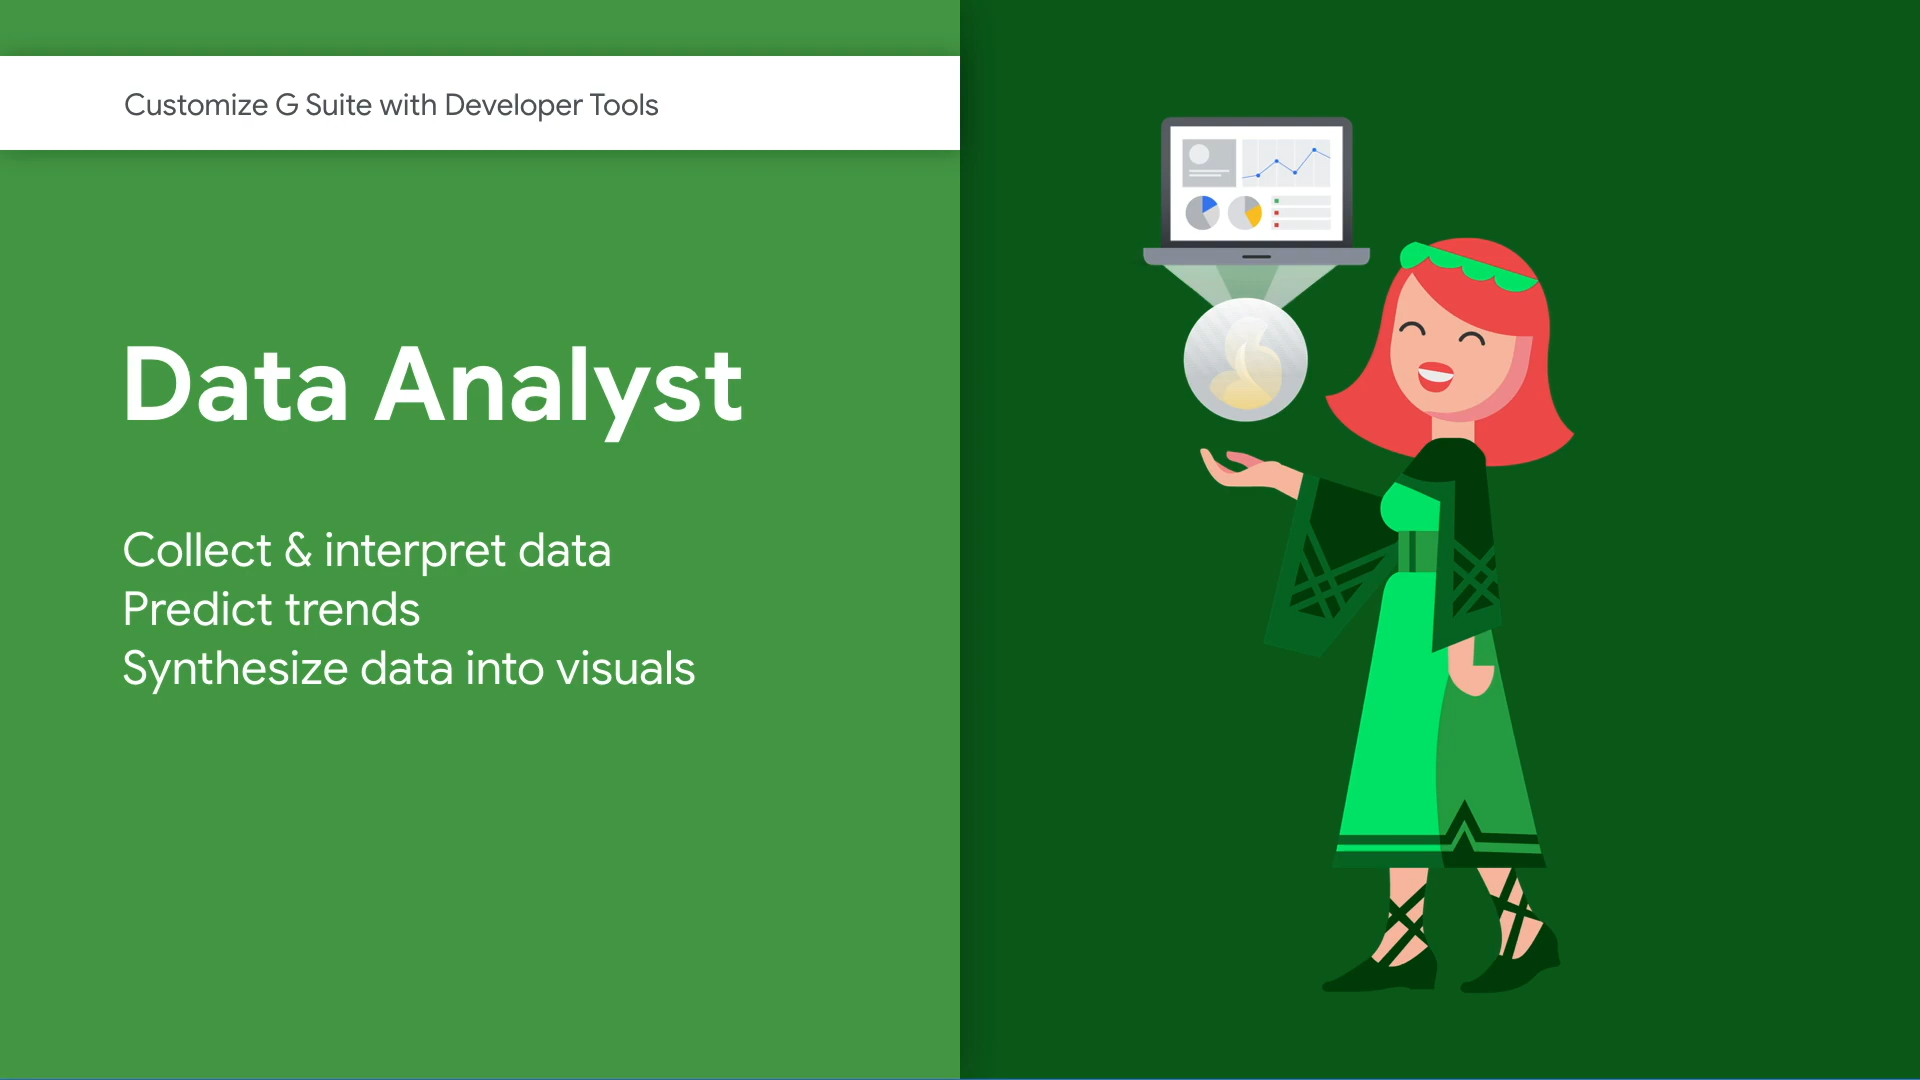 Customize G Suite with Developer Tools
Data Analyst
Collect & interpret data
Predict trends
Synthesize data into visuals